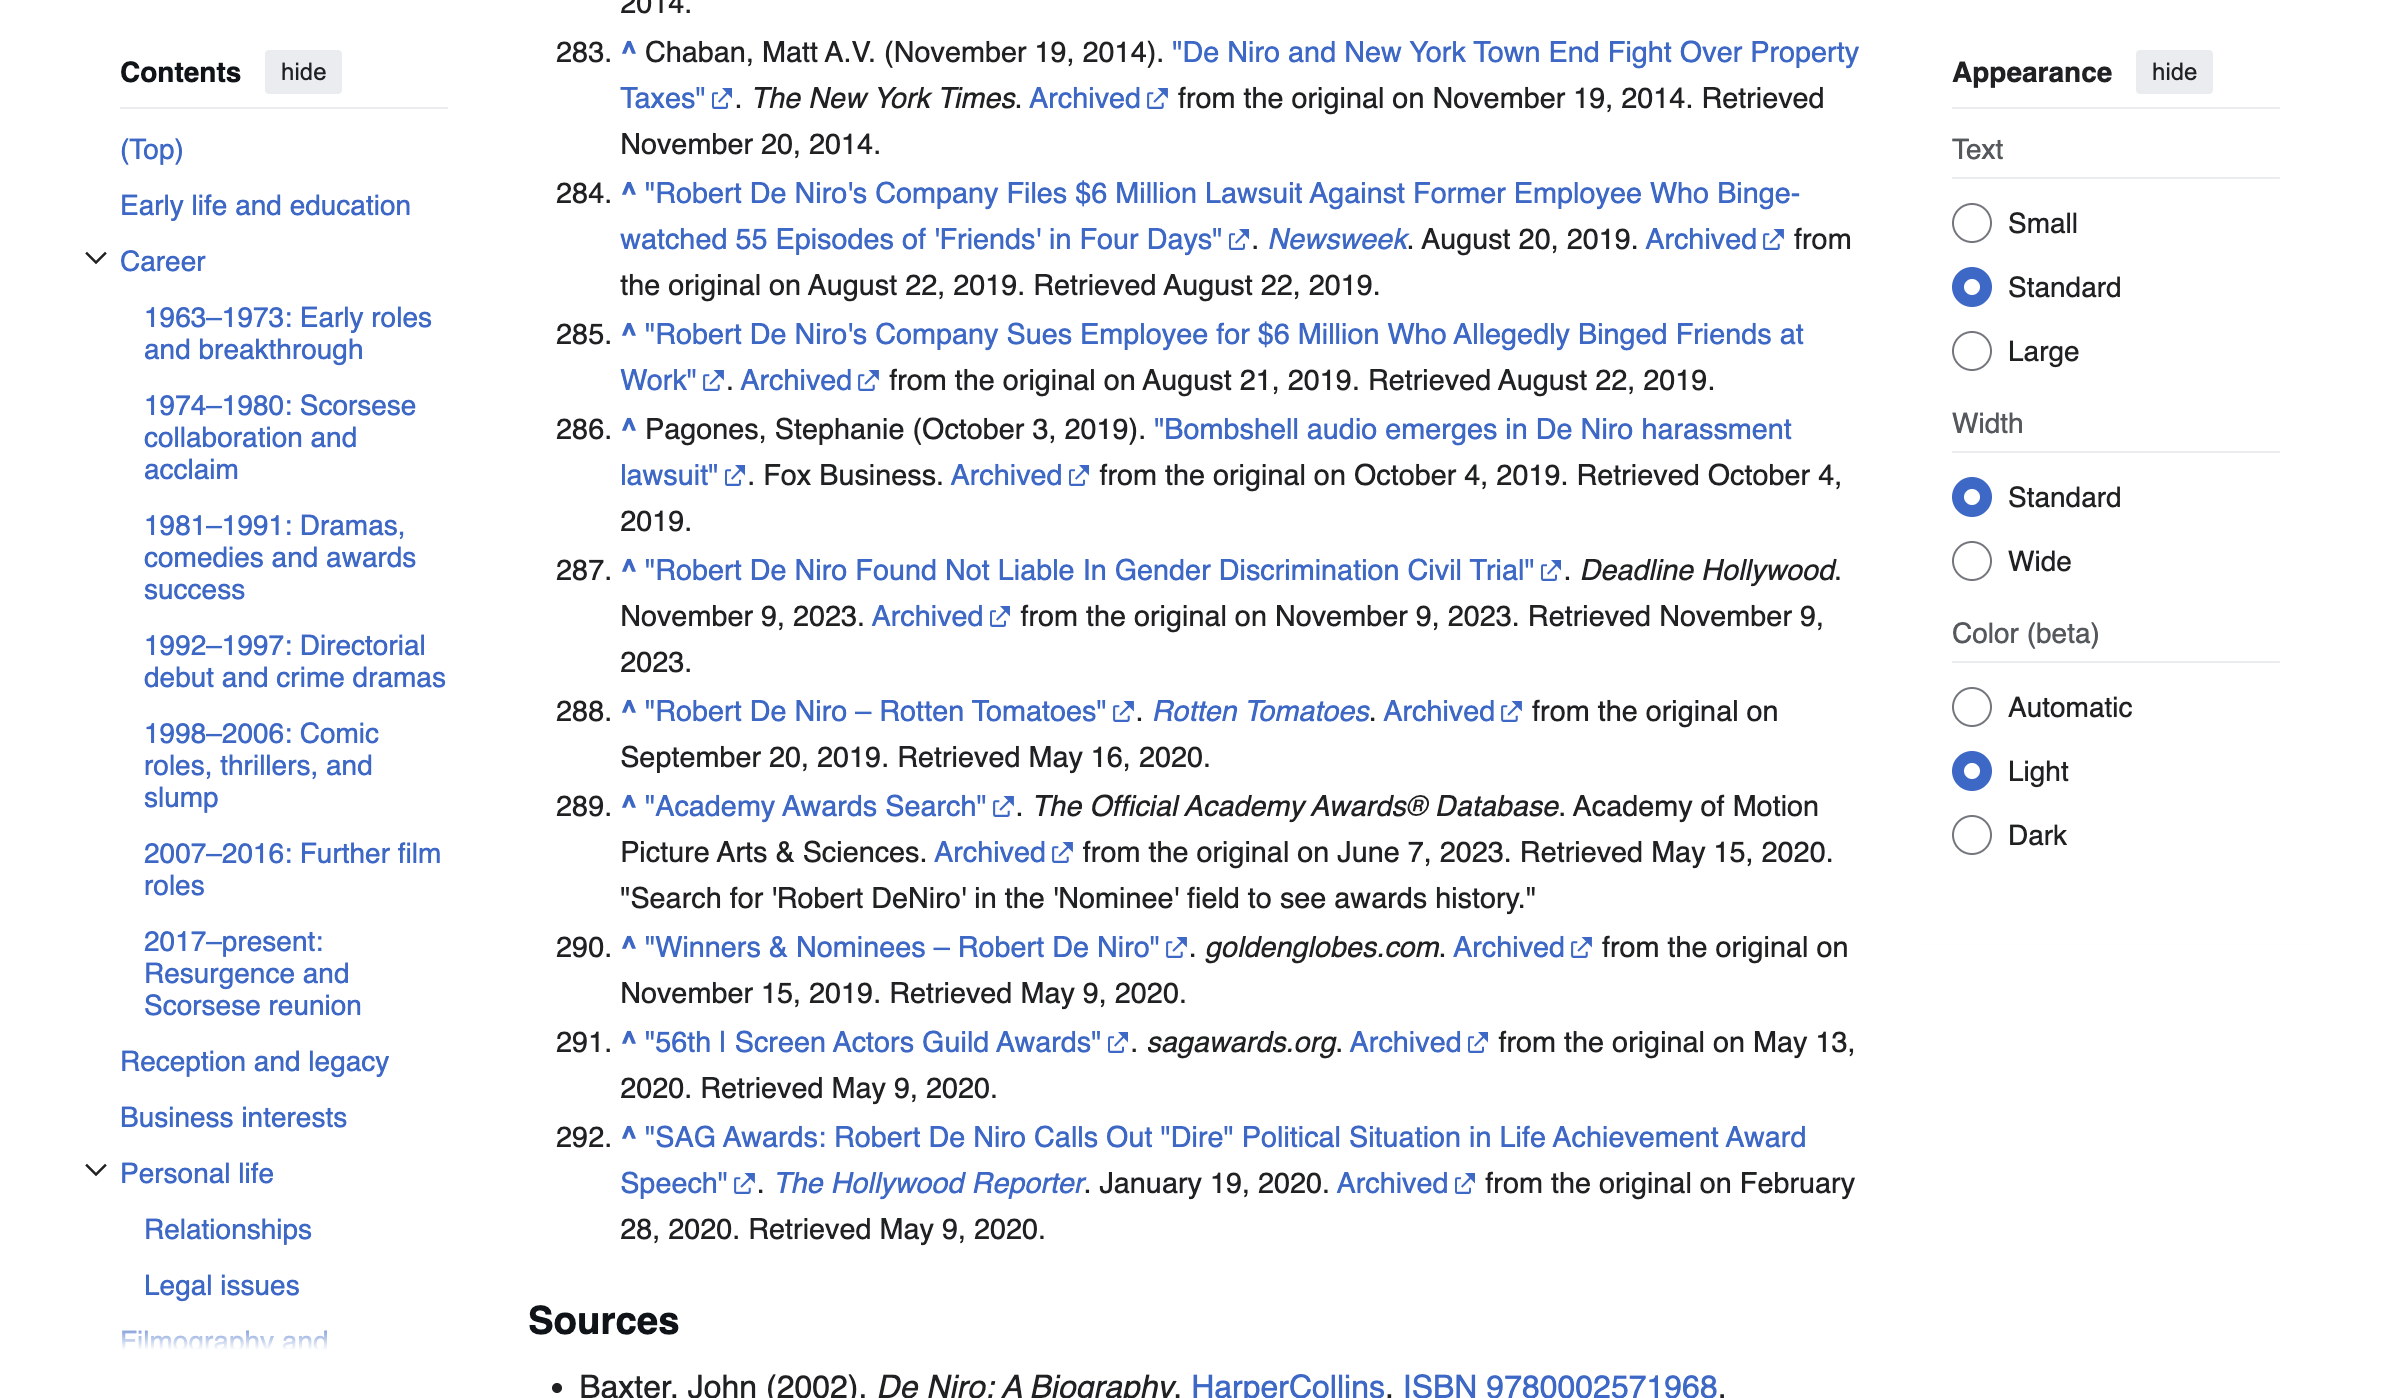 Contents hide
(Top)
Early life and education
Career
1963–1973: Early roles
and breakthrough
1974–1980: Scorsese
collaboration and
acclaim
1981–1991: Dramas,
comedies and awards
success
1992–1997: Directorial
debut and crime dramas
1998–2006: Comic
roles, thrillers, and
slump
2007–2016: Further film
roles
2017–present:
Resurgence and
Scorsese reunion
Reception and legacy
Business interests
Personal life
Relationships
Legal issues
Filmography and
2014.
283. ^ Chaban, Matt A.V. (November 19, 2014). "De Niro and New York Town End Fight Over Property
Taxes". The New York Times. Archived from the original on November 19, 2014. Retrieved
November 20, 2014.
284. ^ "Robert De Niro's Company Files $6 Million Lawsuit Against Former Employee Who Binge-
watched 55 Episodes of 'Friends' in Four Days". Newsweek. August 20, 2019. Archived from
the original on August 22, 2019. Retrieved August 22, 2019.
285. ^ "Robert De Niro's Company Sues Employee for $6 Million Who Allegedly Binged Friends at
Work". Archived from the original on August 21, 2019. Retrieved August 22, 2019.
286. ^ Pagones, Stephanie (October 3, 2019). "Bombshell audio emerges in De Niro harassment
lawsuit". Fox Business. Archived from the original on October 4, 2019. Retrieved October 4,
2019.
287. ^ "Robert De Niro Found Not Liable In Gender Discrimination Civil Trial". Deadline Hollywood.
November 9, 2023. Archived from the original on November 9, 2023. Retrieved November 9,
2023.
288. ^ "Robert De Niro – Rotten Tomatoes". Rotten Tomatoes. Archived from the original on
September 20, 2019. Retrieved May 16, 2020.
289. ^ "Academy Awards Search". The Official Academy Awards® Database. Academy of Motion
Picture Arts & Sciences. Archived from the original on June 7, 2023. Retrieved May 15, 2020.
"Search for 'Robert DeNiro' in the 'Nominee' field to see awards history."
290. ^ "Winners & Nominees – Robert De Niro". goldenglobes.com. Archived from the original on
November 15, 2019. Retrieved May 9, 2020.
291. ^ "56th | Screen Actors Guild Awards". sagawards.org. Archived from the original on May 13,
2020. Retrieved May 9, 2020.
292. ^ "SAG Awards: Robert De Niro Calls Out "Dire" Political Situation in Life Achievement Award
Speech". The Hollywood Reporter. January 19, 2020. Archived from the original on February
28, 2020. Retrieved May 9, 2020.
Sources
• Baxter, John (2002). De Niro: A Biography. HarperCollins. ISBN 9780002571968.
Appearance hide
Text
Small
Standard
Large
Width
Standard
Wide
Color (beta)
Automatic
Light
Dark